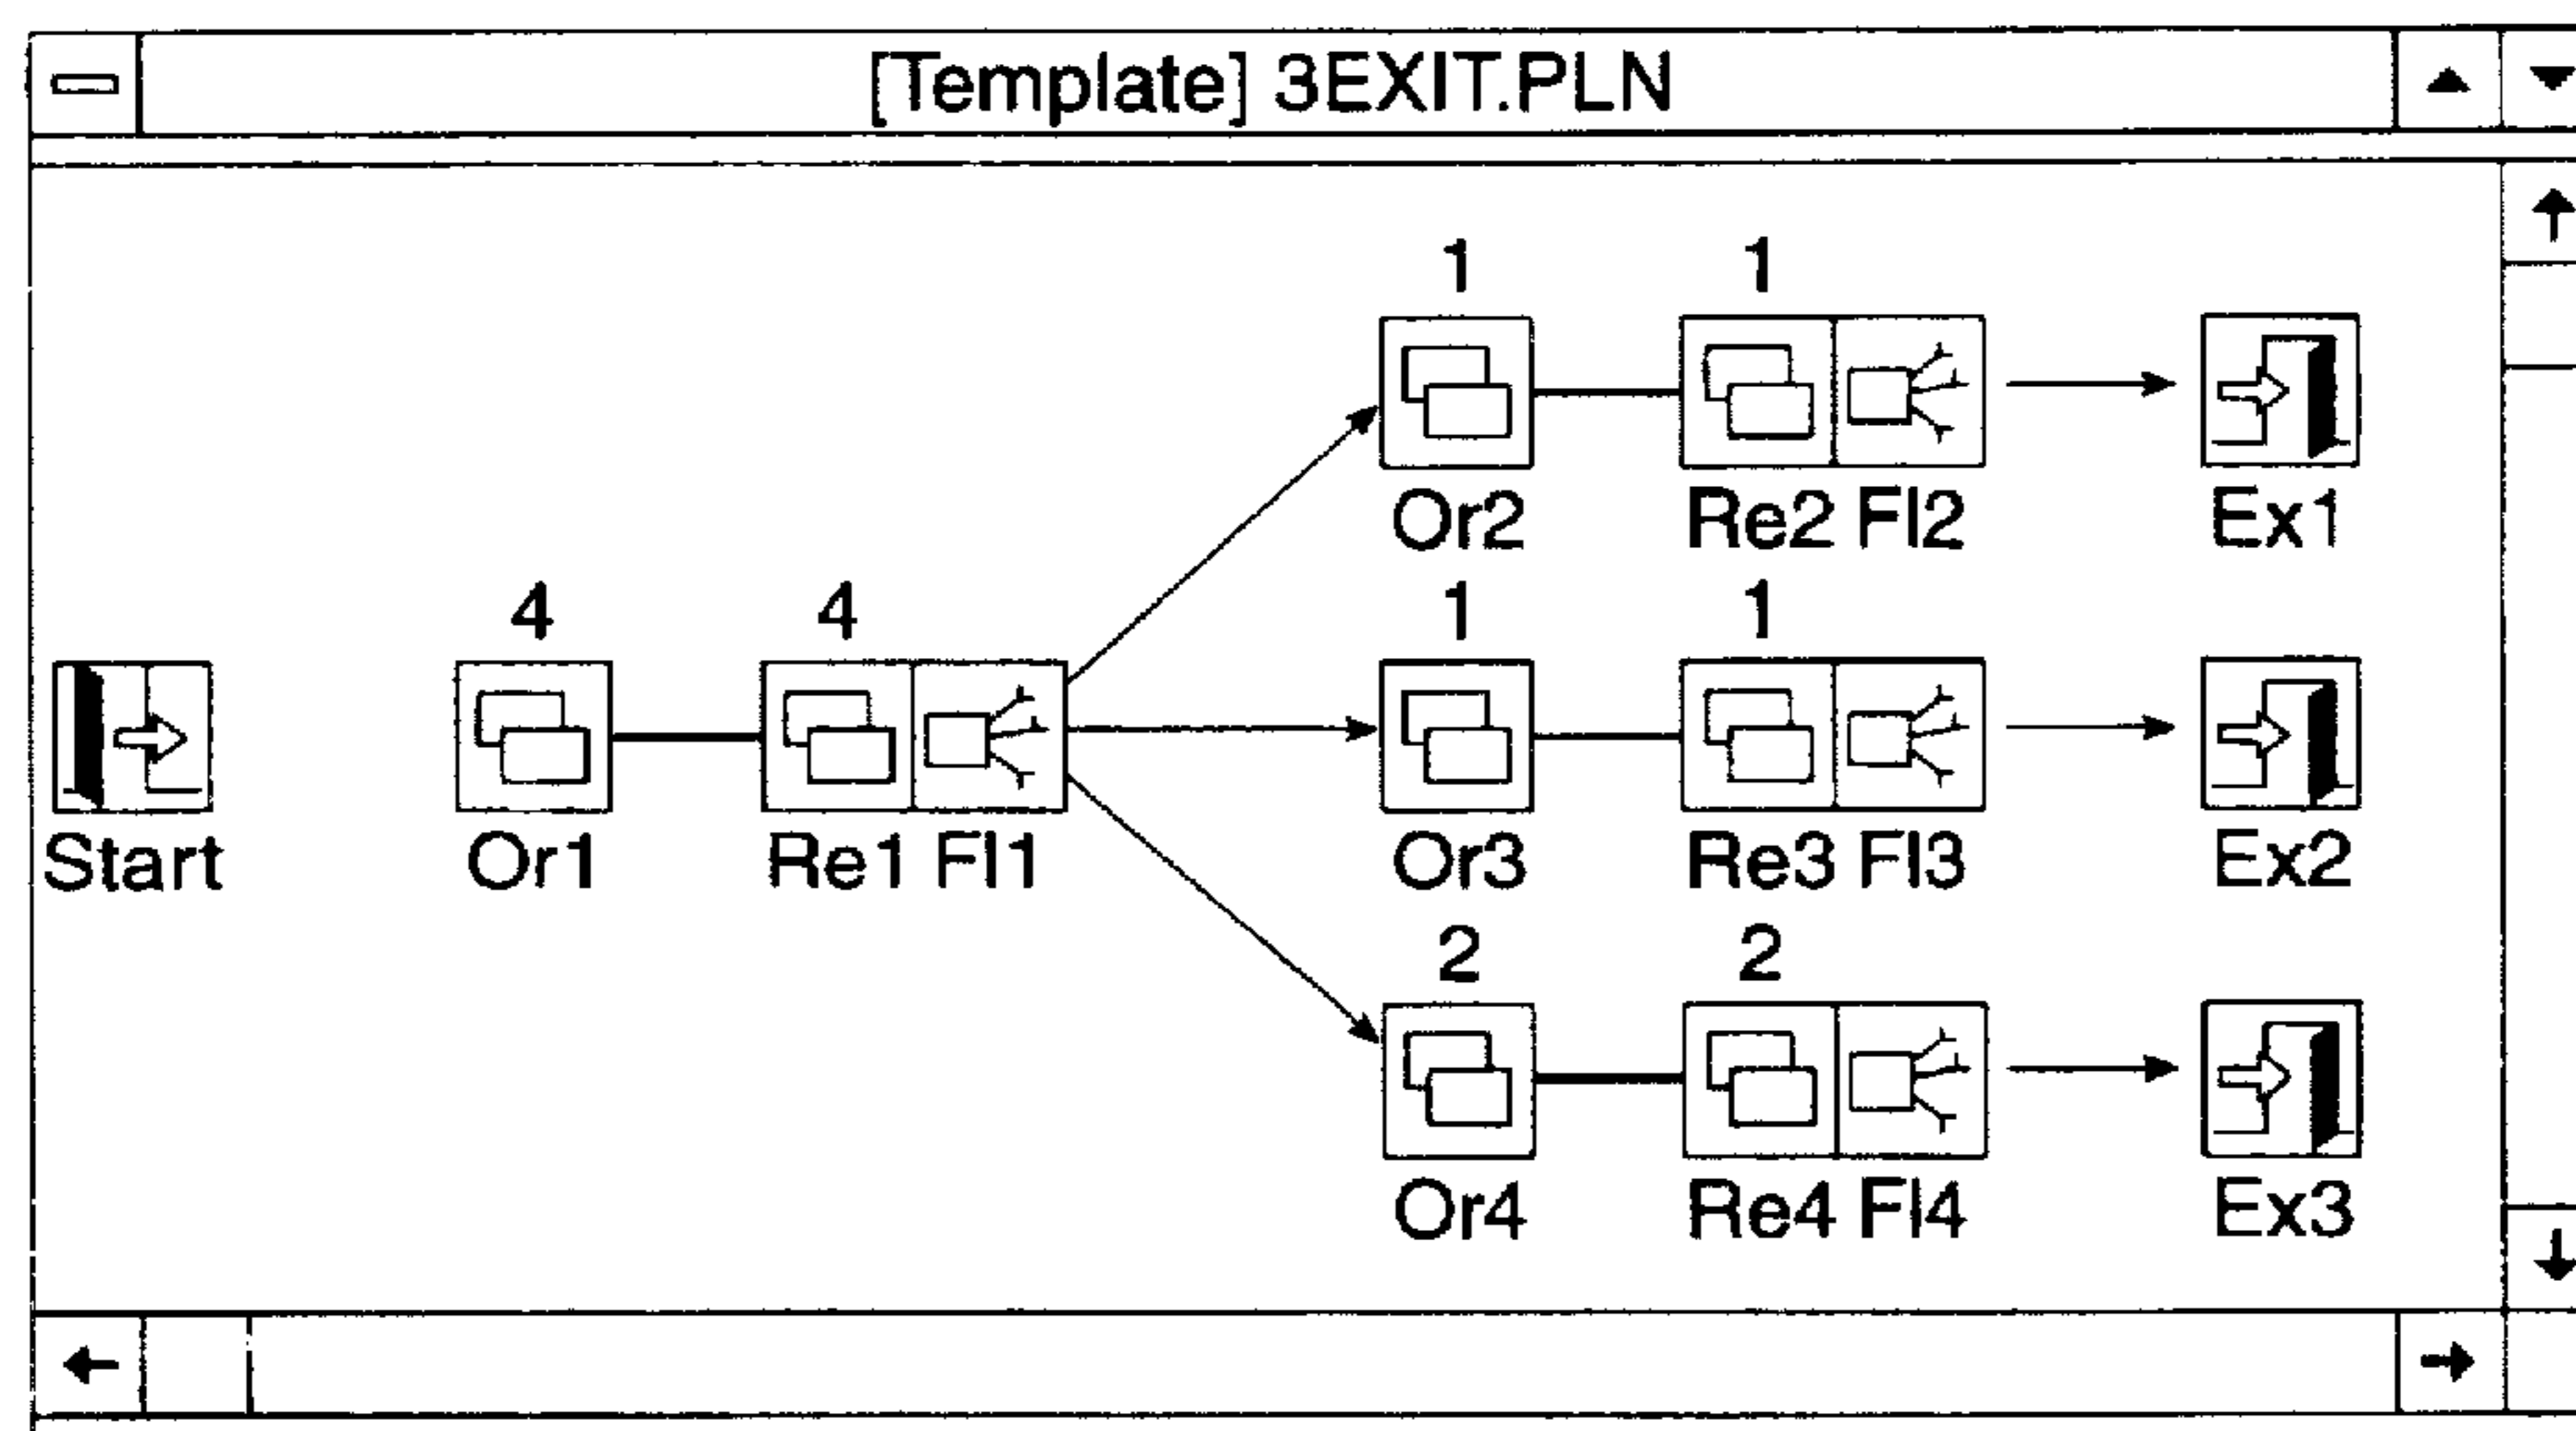 [Template] 3EXIT.PLN
1 1
Or2 Re2 Fl2 Ex1
4 4 1 1
Start Or1 Re1 Fl1 Or3 Re3 Fl3 Ex2
2 2
Or4 Re4 Fl4 Ex3